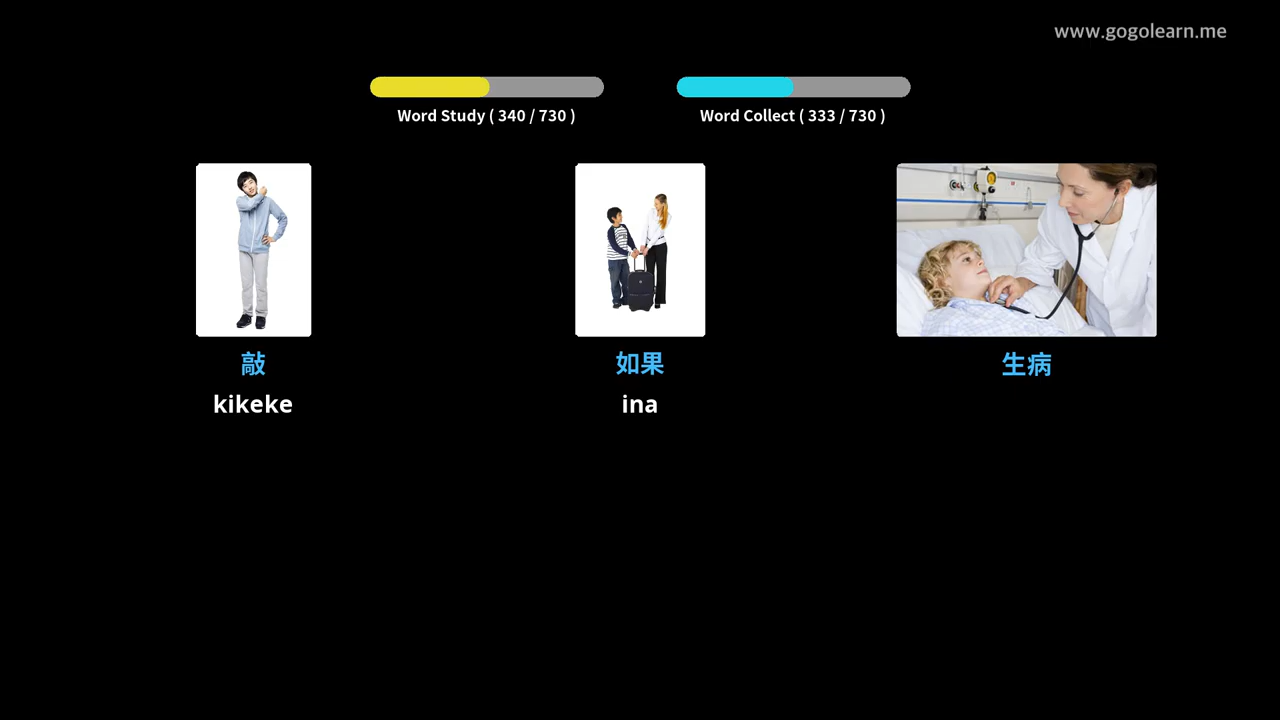 www.gogolearn.me
Word Study ( 340 / 730 )
Word Collect ( 333 / 730 )
敲
kikeke
如果
ina
生病